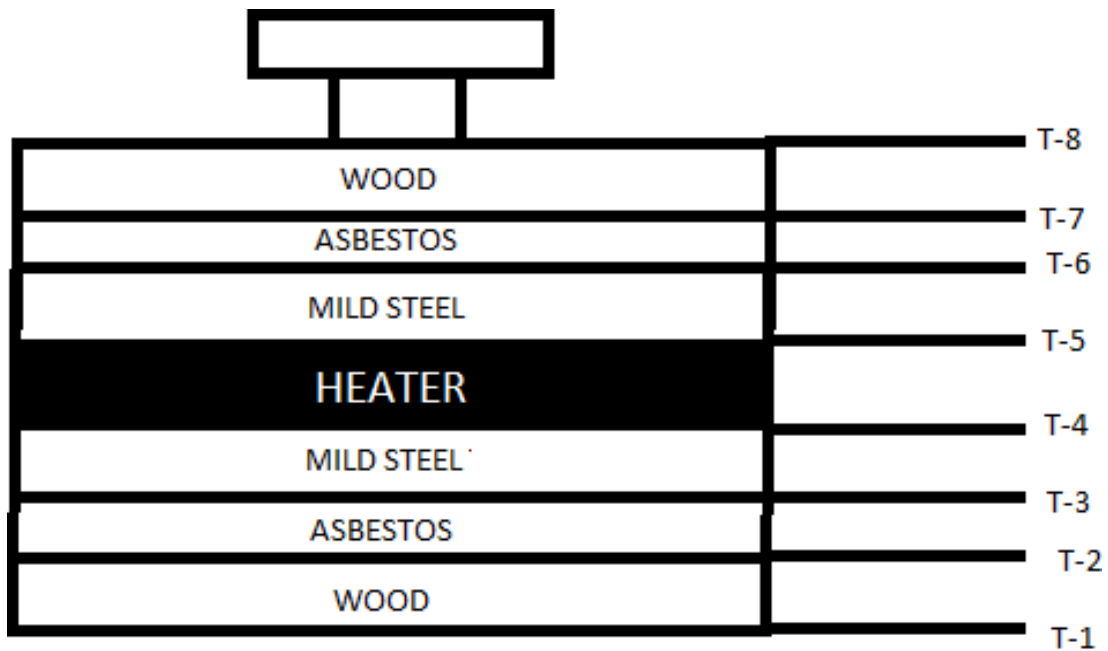 T-8
WOOD
T-7
ASBESTOS
T-6
MILD STEEL
T-5
HEATER
T-4
MILD STEEL
T-3
ASBESTOS
T-2
WOOD
T-1